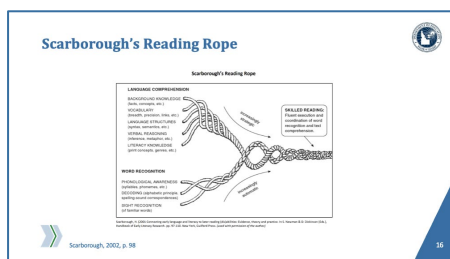 Scarborough's Reading Rope
Scarborough's Reading Rope
LANGUAGE COMPREHENSION
BACKGROUND KNOWLEDGE
(facts, concepts, etc.)
VOCABULARY
(breadth, precision, links, etc.)
LANGUAGE STRUCTURES
(syntax, semantics, etc.)
VERBAL REASONING
(inference, metaphor, etc.)
LITERACY KNOWLEDGE
(print concepts, genres, etc.)
WORD RECOGNITION
PHONOLOGICAL AWARENESS
(syllables, phonemes, etc.)
DECODING (alphabetic principle,
spelling-sound correspondences)
SIGHT RECOGNITION
(of familiar words)
increasingly
strategic
increasingly
automatic
SKILLED READING:
Fluent execution and
coordination of word
recognition and text
comprehension.
Scarborough, 2002, p. 98
16